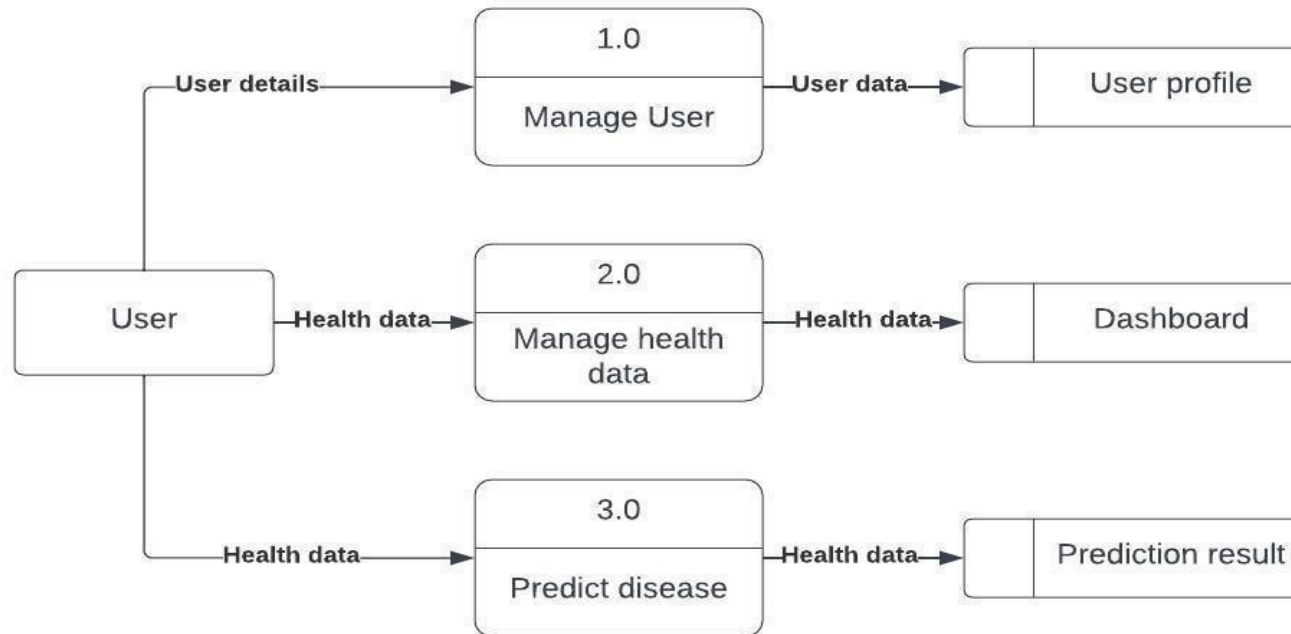 1.0
User details
Manage User
User data
User profile
User
Health data
2.0
Manage health
data
Health data
Dashboard
Health data
3.0
Predict disease
Health data
Prediction result